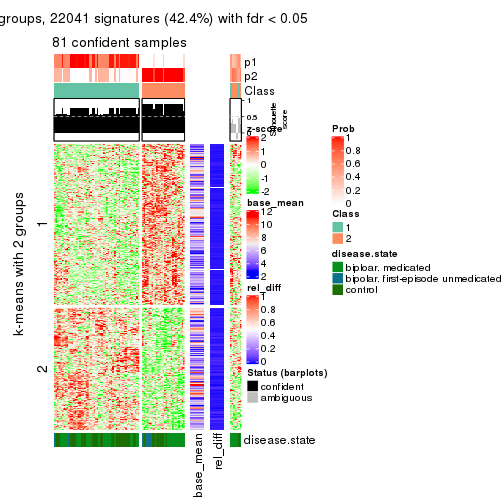 groups, 22041 signatures (42.4%) with fdr < 0.05
81 confident samples
p1
p2
Class
1
0.5
0
Silhouette
score
k-means with 2 groups
1
2
z-score
2
1
0
-1
-2
base_mean
12
10
8
6
4
2
rel_diff
1
0.8
0.6
0.4
0.2
0
Status (barplots)
confident
ambiguous
Prob
1
0.8
0.6
0.4
0.2
0
Class
1
2
disease.state
biploar, medicated
bipolar, first-episode unmedicated
control
disease.state
base_mean
rel_diff